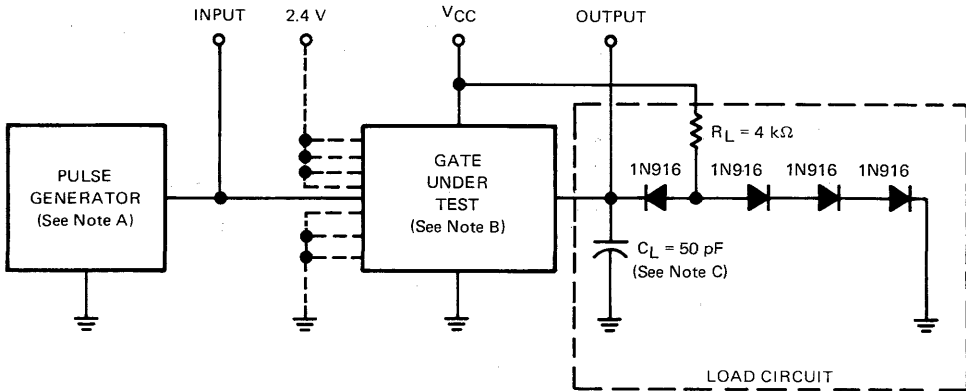 INPUT 2.4 V VCC OUTPUT
PULSE
GENERATOR
(See Note A)
GATE
UNDER
TEST
(See Note B)
RL = 4 kΩ
1N916 1N916 1N916 1N916
CL = 50 pF
(See Note C)
LOAD CIRCUIT